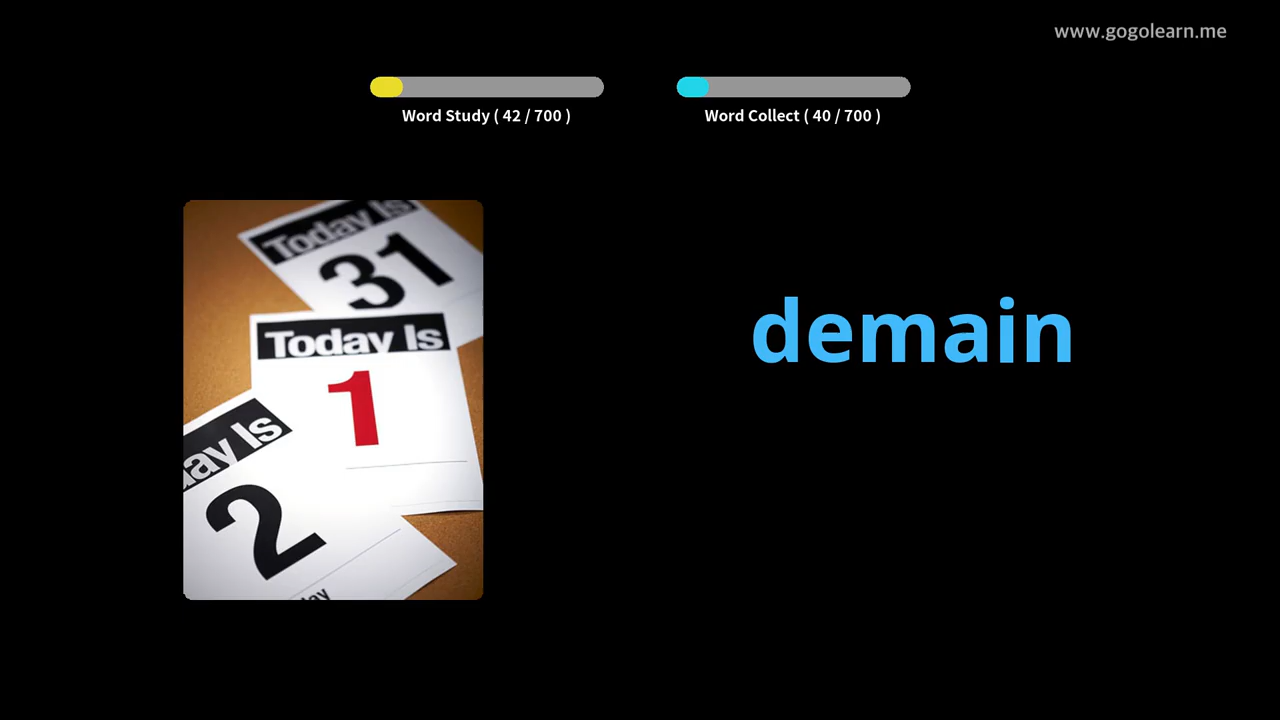 www.gogolearn.me
Word Study ( 42 / 700 )
Word Collect ( 40 / 700 )
Today Is
31
Today Is
1
demain
ay Is
2